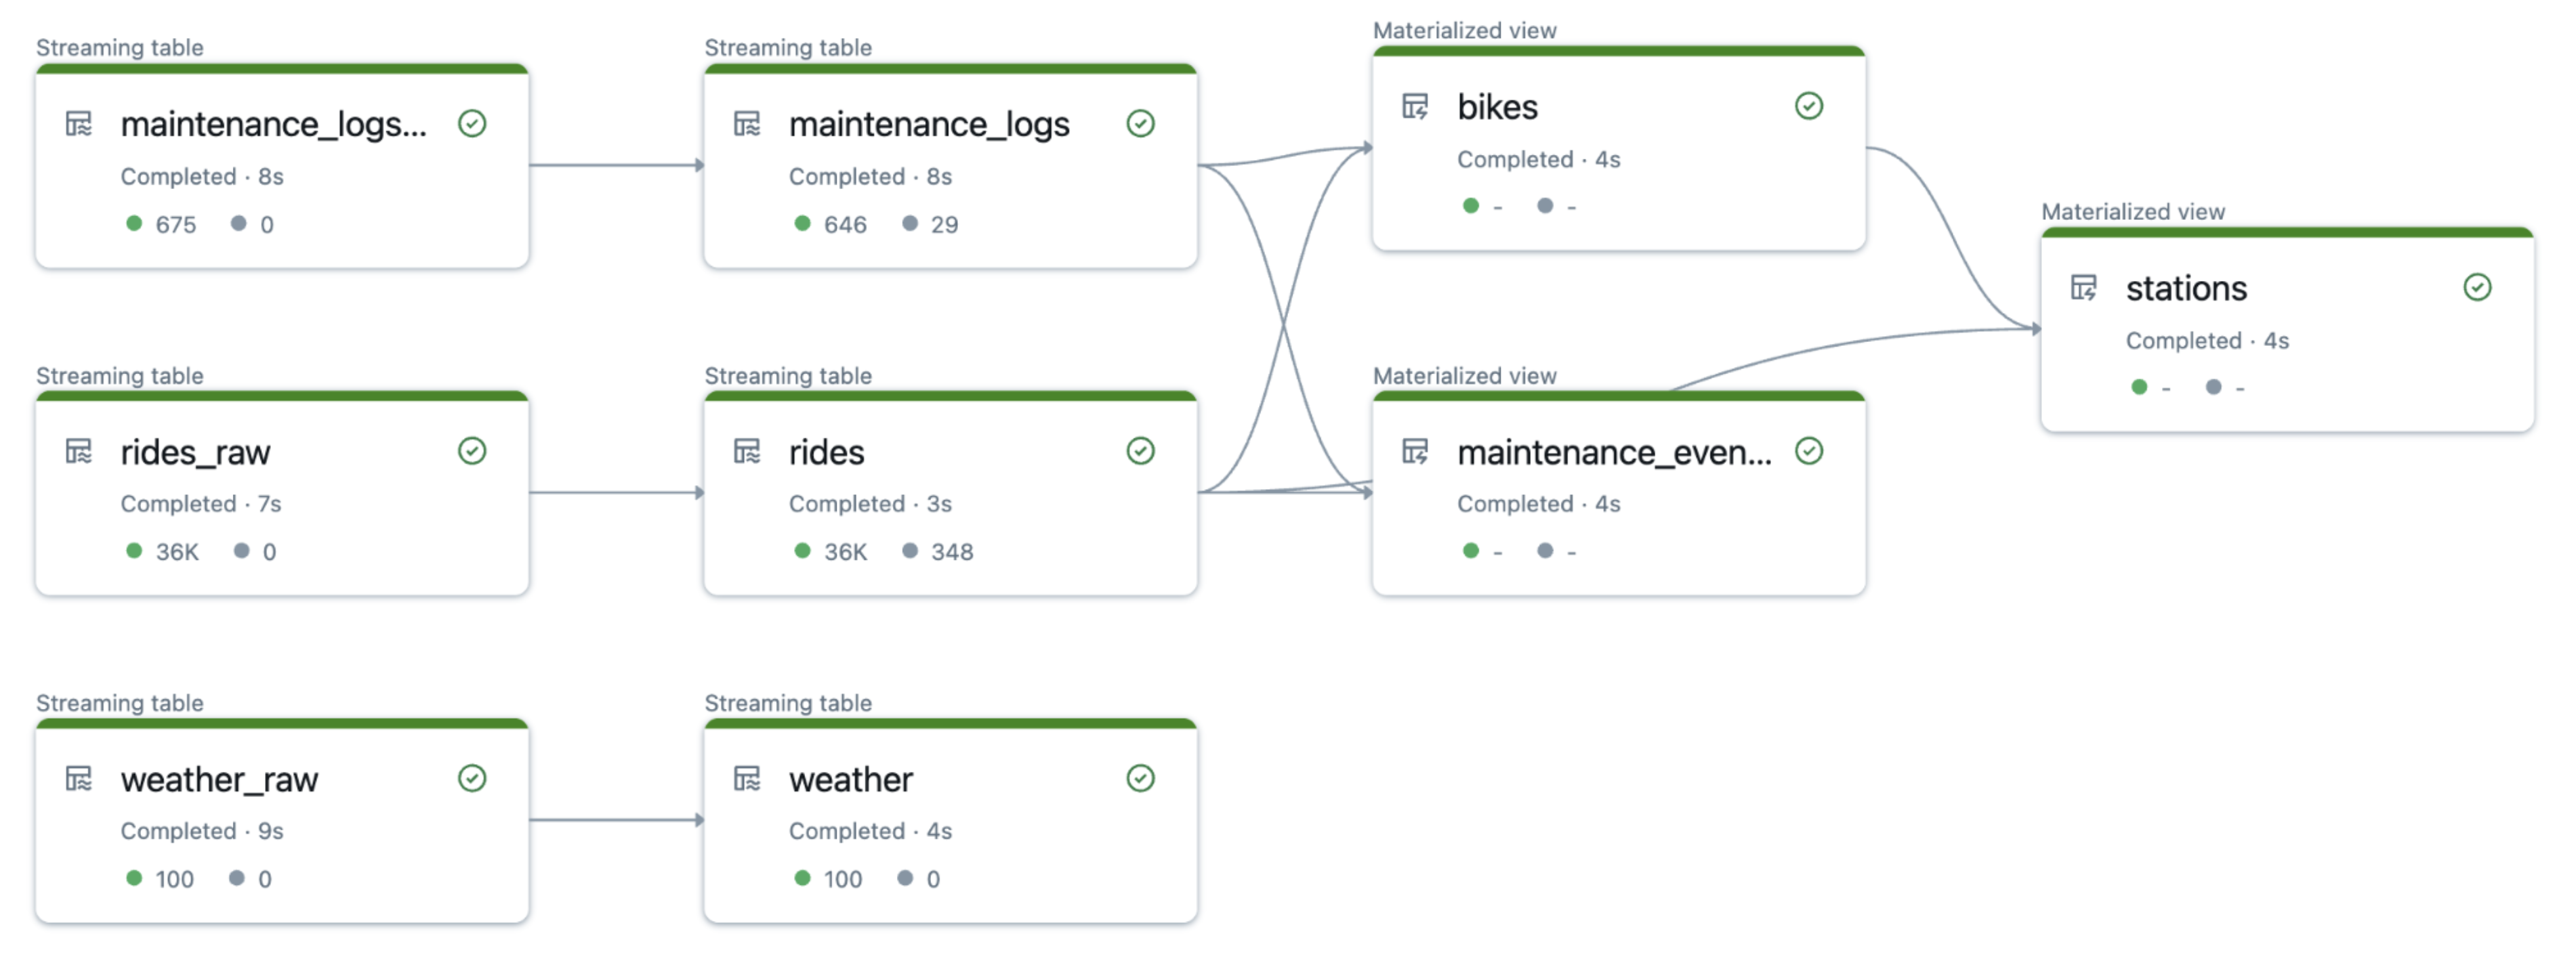 Streaming table
maintenance_logs...
Completed · 8s
675 0
Streaming table
maintenance_logs
Completed · 8s
646 29
Materialized view
bikes
Completed · 4s
- -
Materialized view
stations
Completed · 4s
- -
Streaming table
rides_raw
Completed · 7s
36K 0
Streaming table
rides
Completed · 3s
36K 348
Materialized view
maintenance_even...
Completed · 4s
- -
Streaming table
weather_raw
Completed · 9s
100 0
Streaming table
weather
Completed · 4s
100 0